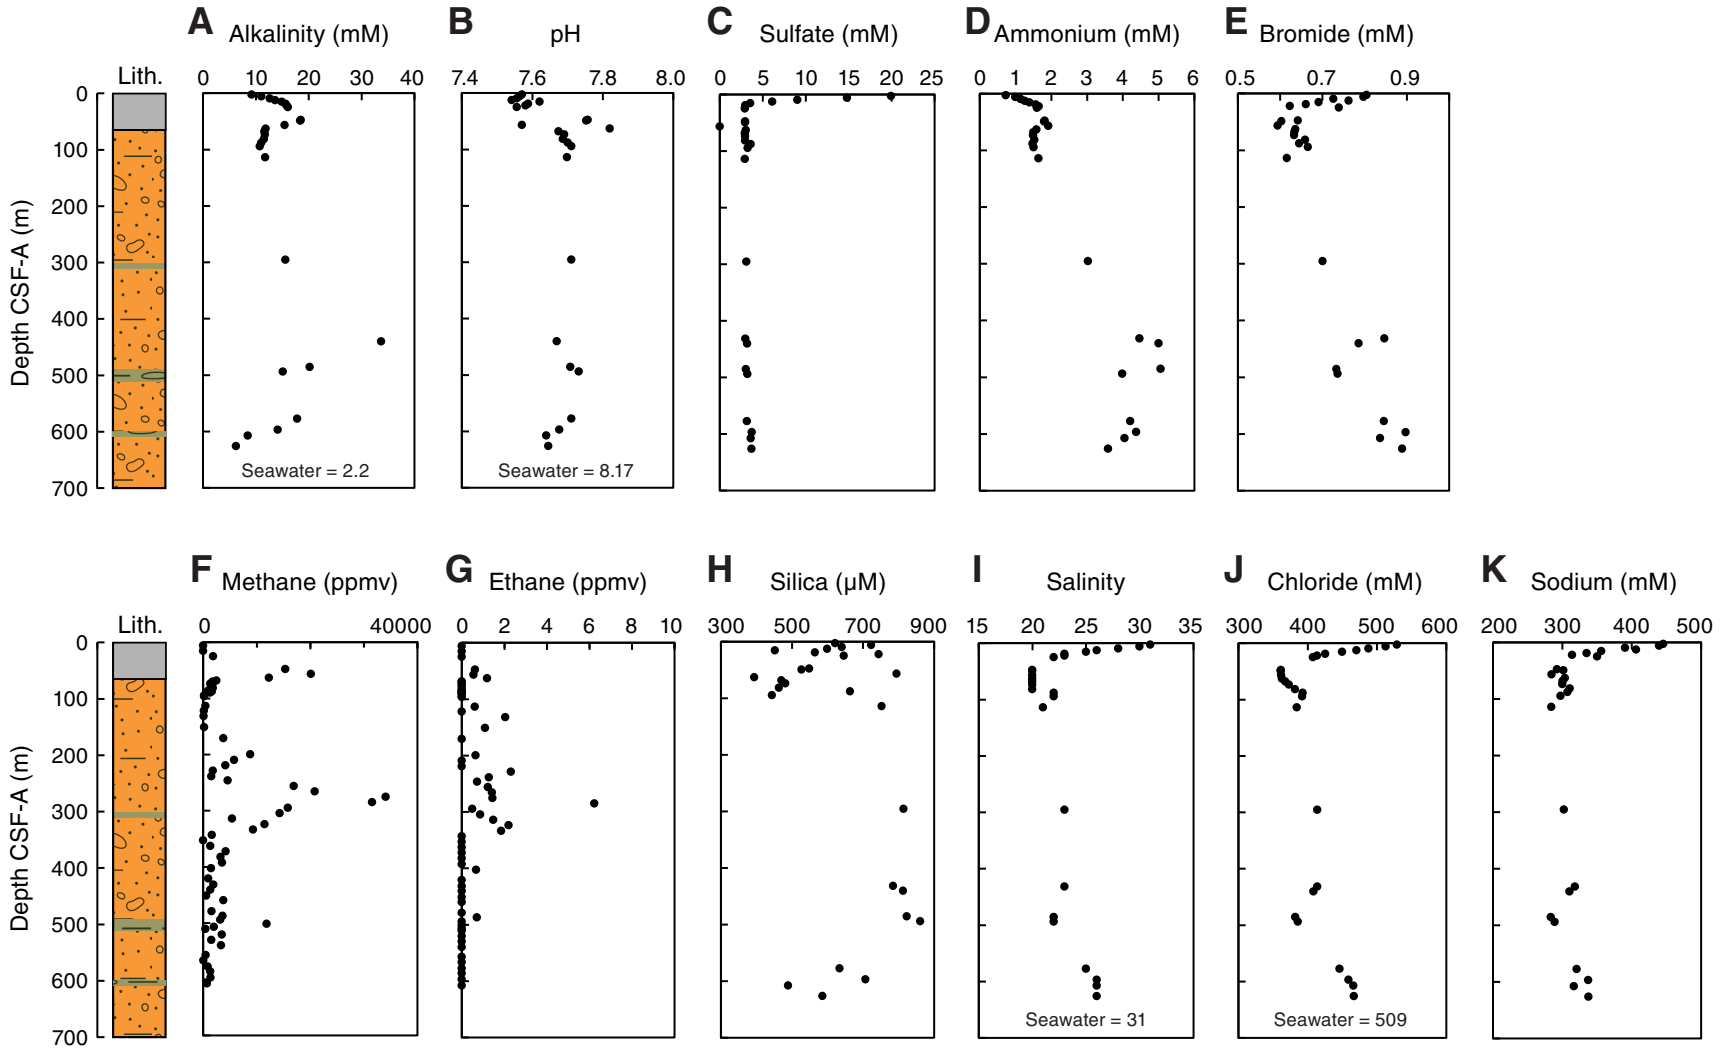 A Alkalinity (mM)
B pH
C Sulfate (mM)
D Ammonium (mM)
E Bromide (mM)
Lith.
0 10 20 30 40
7.4 7.6 7.8 8.0
0 5 10 15 20 25
0 1 2 3 4 5 6
0.5 0.7 0.9
0
100
200
300
400
500
600
700
Depth CSF-A (m)
Seawater = 2.2
Seawater = 8.17
F Methane (ppmv)
G Ethane (ppmv)
H Silica (µM)
I Salinity
J Chloride (mM)
K Sodium (mM)
Lith.
0 40000
0 2 4 6 8 10
300 500 700 900
15 20 25 30 35
300 400 500 600
200 300 400 500
0
100
200
300
400
500
600
700
Depth CSF-A (m)
Seawater = 31
Seawater = 509